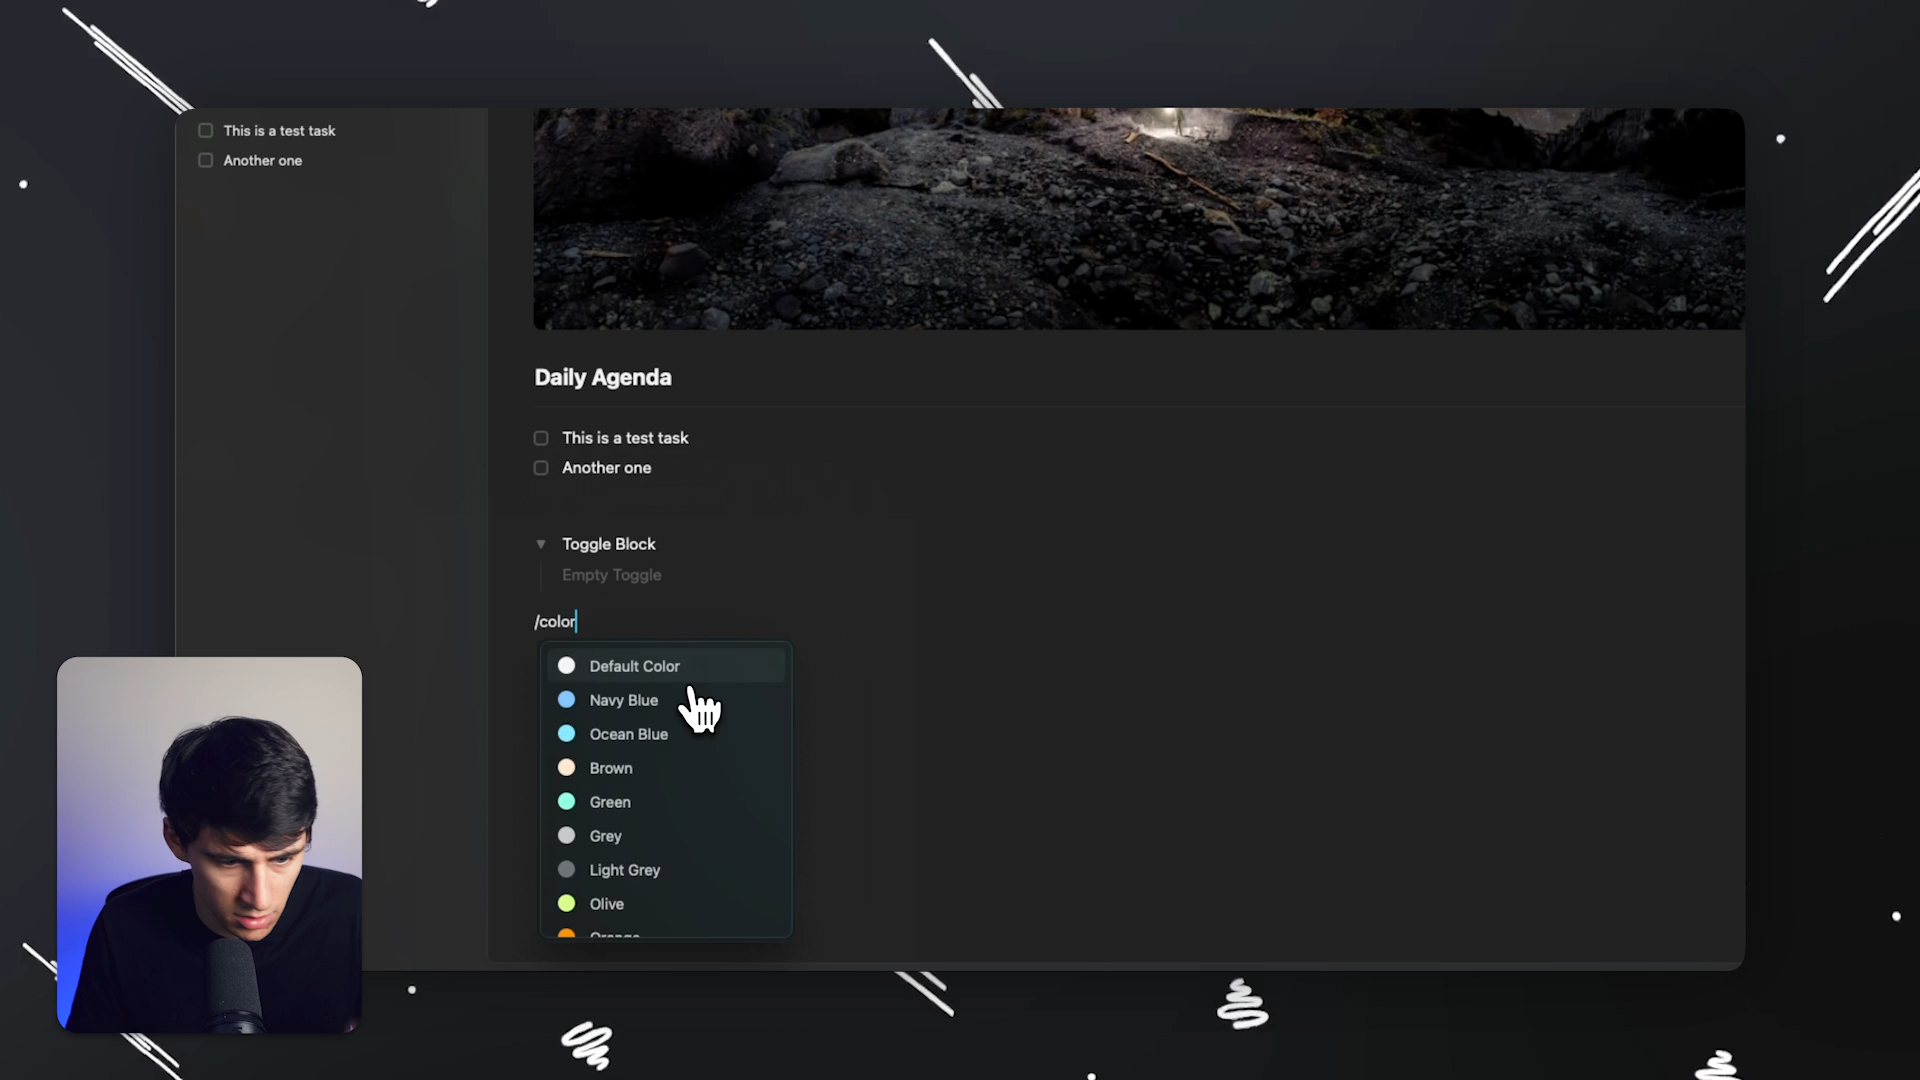 This is a test task
Another one
Daily Agenda
This is a test task
Another one
Toggle Block
Empty Toggle
/color
Default Color
Navy Blue
Ocean Blue
Brown
Green
Grey
Light Grey
Olive
Orange